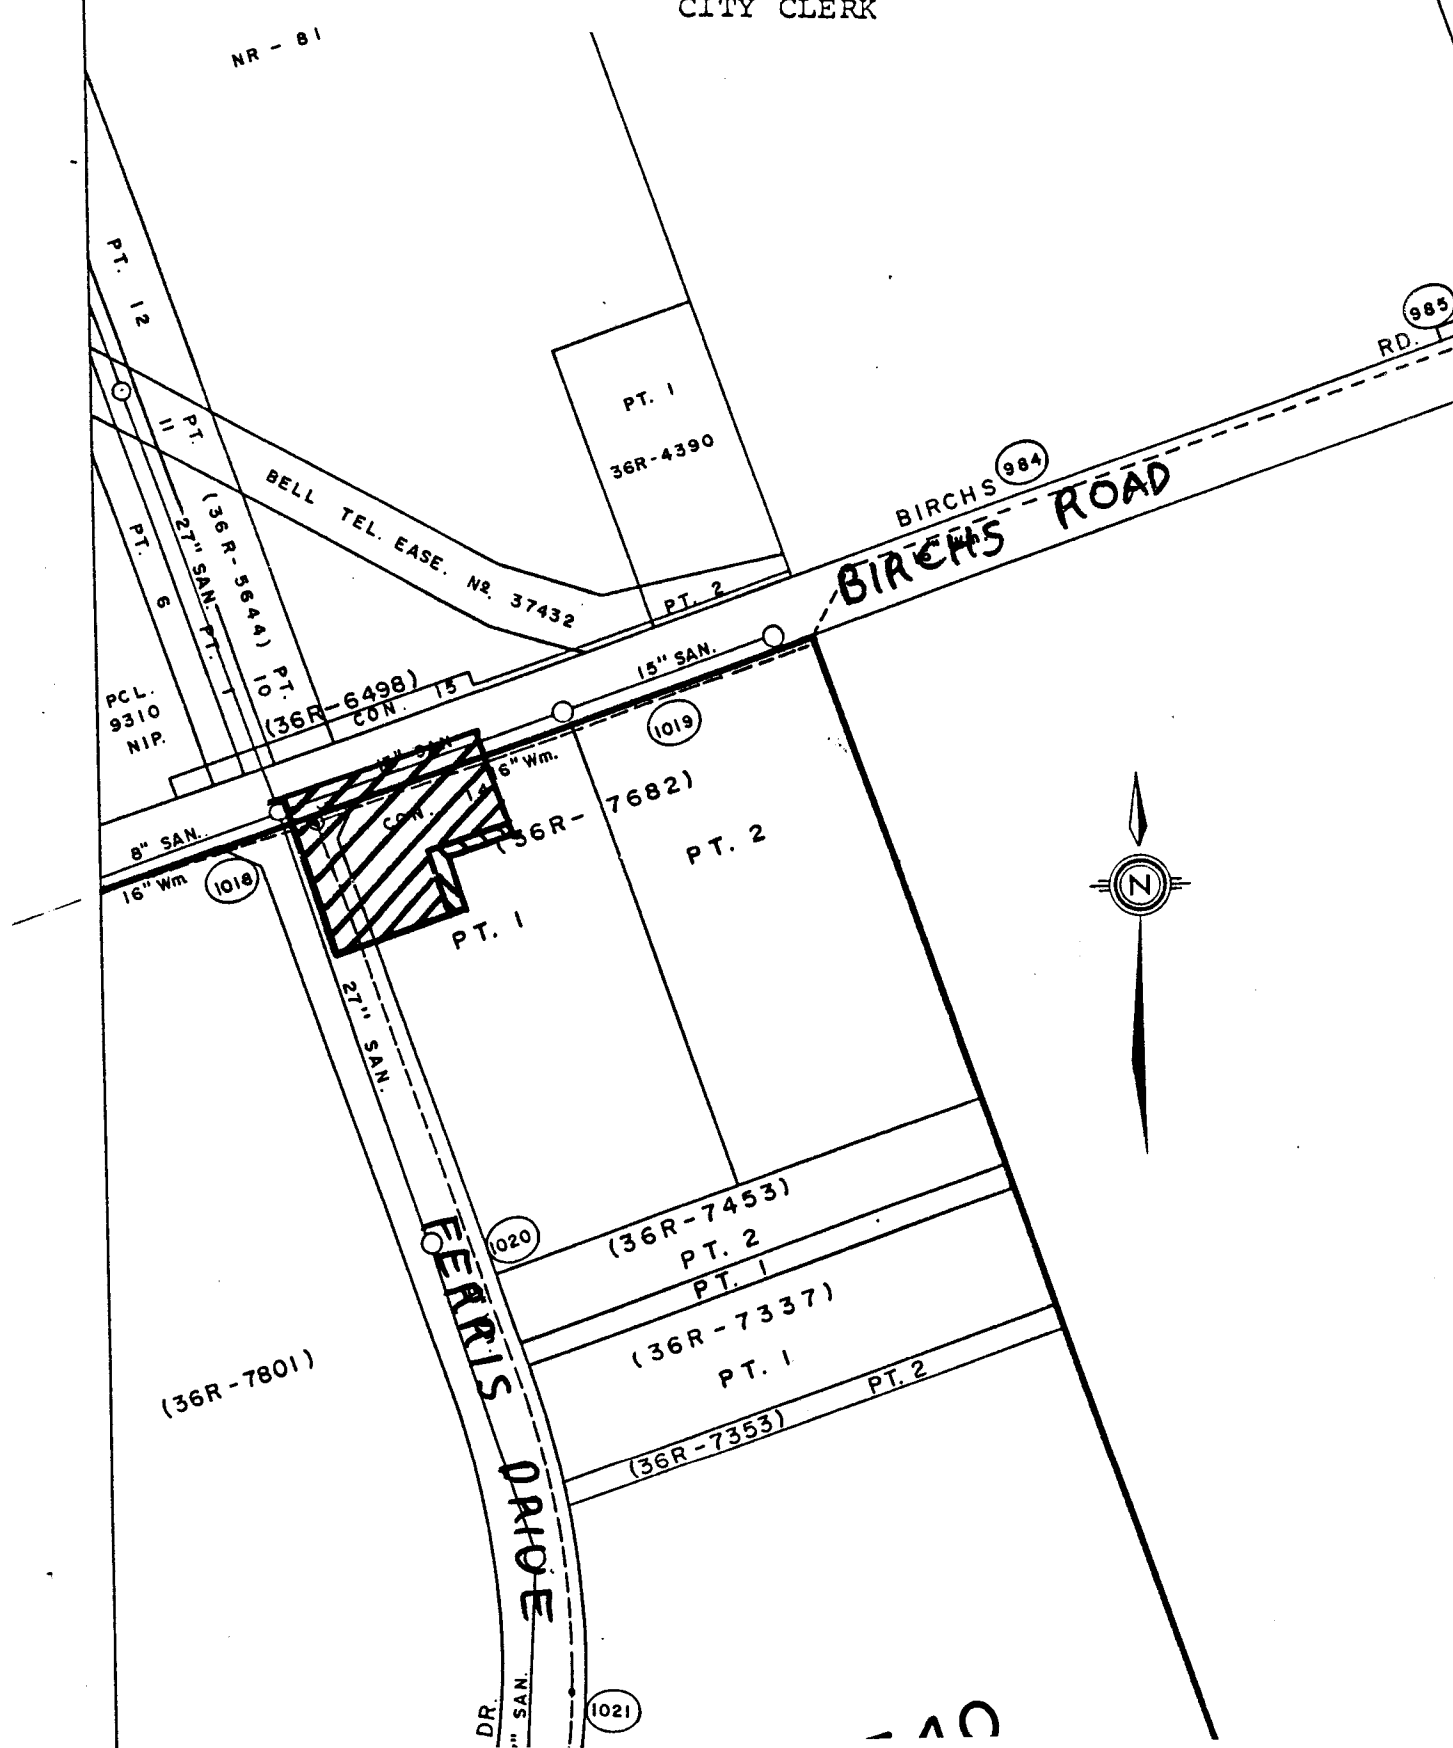 CITY CLERK
NR - 81
PT. 12
985
RD.
PT. 1
36R-4390
PT.
11
984
BIRCHS
BIRCHS ROAD
BELL TEL. EASE. Nº. 37432
(36R-5644)
27" SAN.
PT. 6
PT. 7
PT. 10
PT. 2
15" SAN.
PCL.
9310
NIP.
(36R-6498)
CON. 15
1019
16" Wm.
CON. 14
8" SAN.
16" Wm
1018
(36R-7682)
PT. 2
PT. 1
N
27" SAN.
1020
(36R-7453)
PT. 2
PT. 1
(36R-7337)
PT. 1
(36R-7801)
PT. 2
(36R-7353)
FERRIS DRIVE
DR.
SAN.
1021